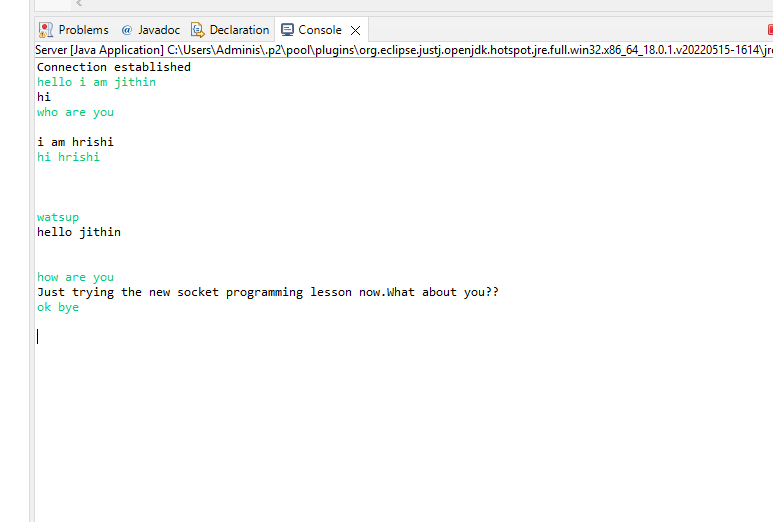 Problems @ Javadoc Declaration Console
Server [Java Application] C:\Users\Adminis\.p2\pool\plugins\org.eclipse.justj.openjdk.hotspot.jre.full.win32.x86_64_18.0.1.v20220515-1614\jre
Connection established
hello i am jithin
hi
who are you
i am hrishi
hi hrishi
watsup
hello jithin
how are you
Just trying the new socket programming lesson now.What about you??
ok bye